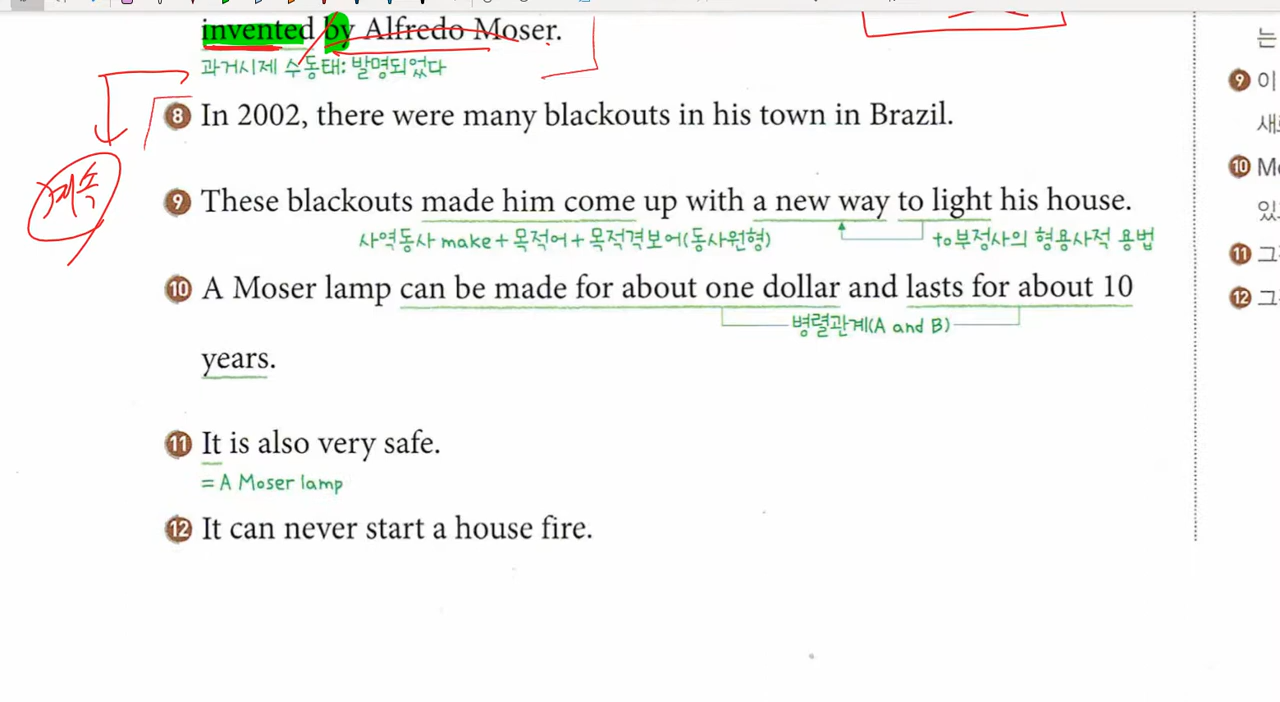 invented by Alfredo Moser.
과거시제 수동태: 발명되었다
8 In 2002, there were many blackouts in his town in Brazil.
계속
9 These blackouts made him come up with a new way to light his house.
사역동사 make + 목적어 + 목적격보어(동사원형) to부정사의 형용사적 용법
10 A Moser lamp can be made for about one dollar and lasts for about 10
병렬관계(A and B)
years.
11 It is also very safe.
= A Moser lamp
12 It can never start a house fire.
는
9 이
새로
10 Mo
있
11 그
12 그